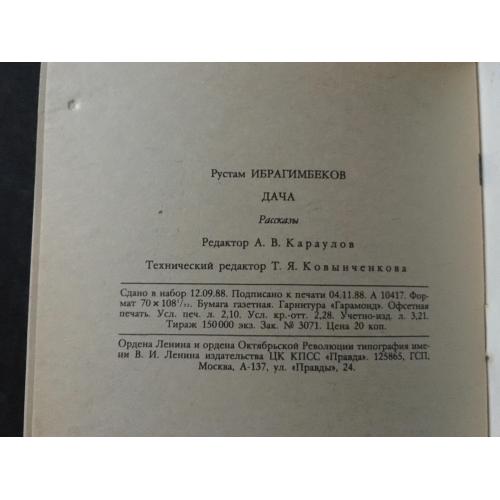 Рустам ИБРАГИМБЕКОВ
ДАЧА
Рассказы
Редактор А. В. Караулов
Технический редактор Т. Я. Ковынченкова
Сдано в набор 12.09.88. Подписано к печати 04.11.88. А 10417. Фор-
мат 70 × 108¹/₃₂. Бумага газетная. Гарнитура «Гарамонд». Офсетная
печать. Усл. печ. л. 2,10. Усл. кр.-отт. 2,28. Учетно-изд. л. 3,21.
Тираж 150 000 экз. Зак. № 3071. Цена 20 коп.
Ордена Ленина и ордена Октябрьской Революции типография име-
ни В. И. Ленина издательства ЦК КПСС «Правда». 125865, ГСП,
Москва, А-137, ул. «Правды», 24.